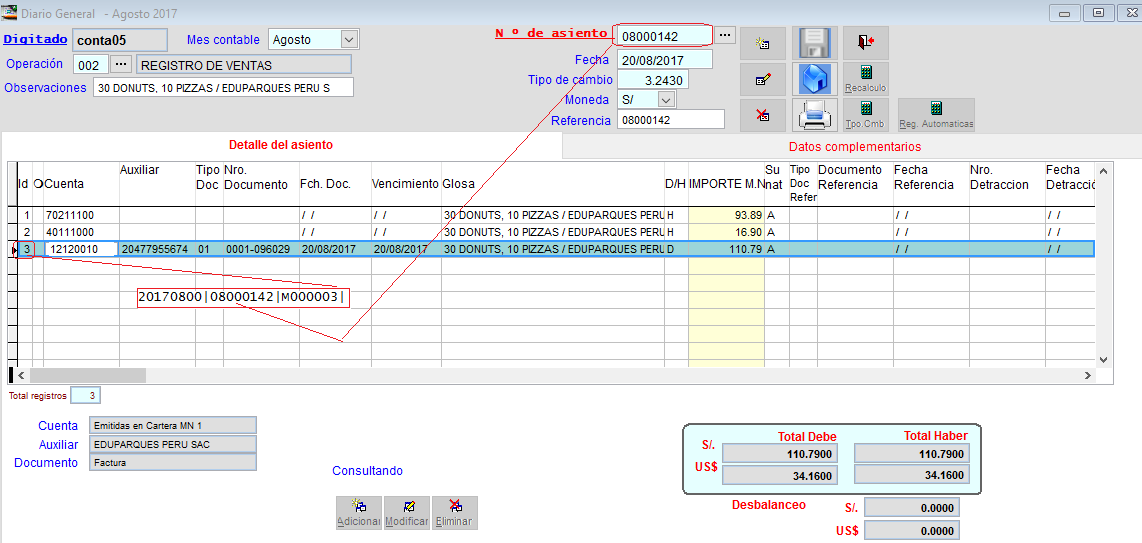 Diario General - Agosto 2017
Digitado conta05 Mes contable Agosto N º de asiento 08000142 ...
Operación 002 ... REGISTRO DE VENTAS Fecha 20/08/2017
Observaciones 30 DONUTS, 10 PIZZAS / EDUPARQUES PERU S Tipo de cambio 3.2430
Moneda S/
Recalculo
Referencia 08000142
Tpo.Cmb Reg. Automaticas
Detalle del asiento Datos complementarios
Id O Cuenta Auxiliar Tipo Doc Nro. Documento Fch. Doc. Vencimiento Glosa D/H IMPORTE M.N Su nat Tipo Doc Refer Documento Referencia Fecha Referencia Nro. Detraccion Fecha Detracció
1 70211100 / / / / 30 DONUTS, 10 PIZZAS / EDUPARQUES PERU H 93.89 A / / / /
2 40111000 / / / / 30 DONUTS, 10 PIZZAS / EDUPARQUES PERU H 16.90 A / / / /
3 12120010 20477955674 01 0001-096029 20/08/2017 20/08/2017 30 DONUTS, 10 PIZZAS / EDUPARQUES PERU D 110.79 A / / / /
20170800|08000142|M000003|
Total registros 3
Cuenta Emitidas en Cartera MN 1
Auxiliar EDUPARQUES PERU SAC
Documento Factura
Consultando
Adicionar Modificar Eliminar
Total Debe Total Haber
S/. 110.7900 110.7900
US$ 34.1600 34.1600
Desbalanceo S/. 0.0000
US$ 0.0000